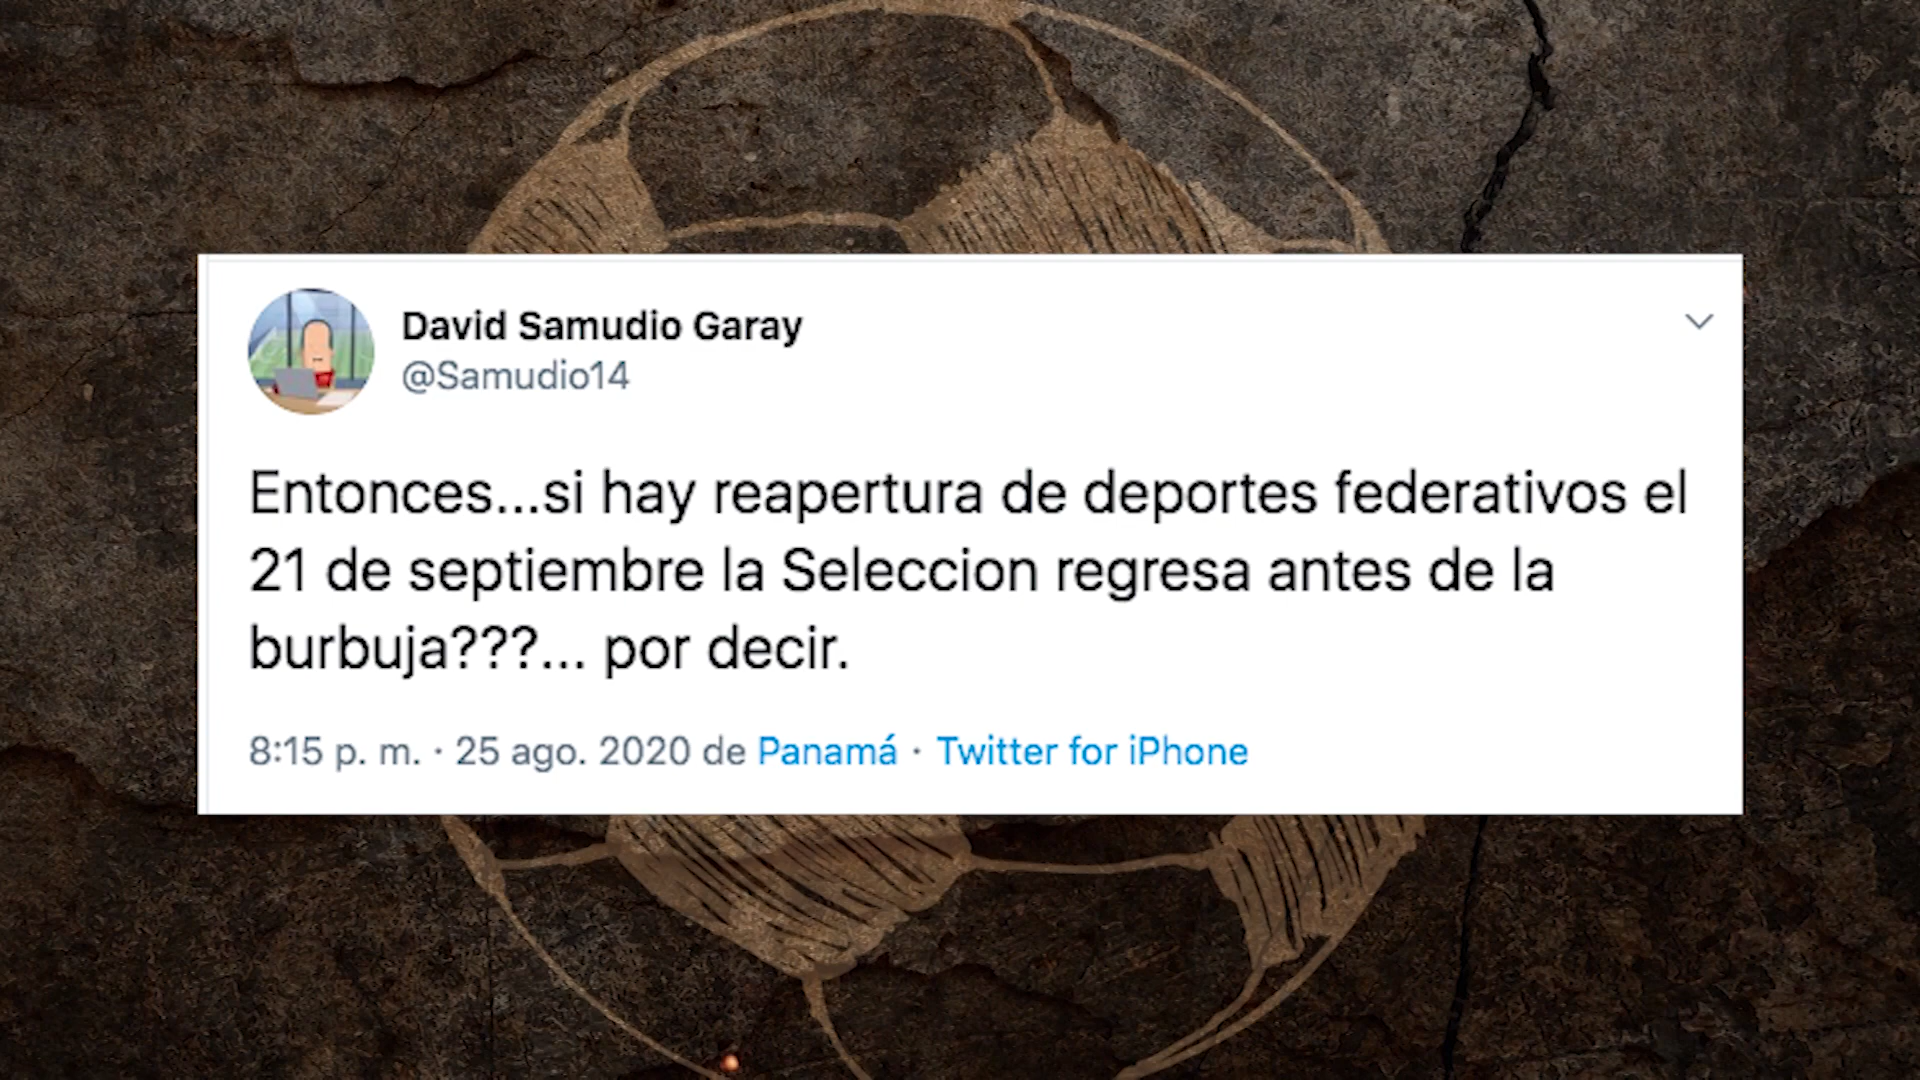 David Samudio Garay
@Samudio14
Entonces...si hay reapertura de deportes federativos el
21 de septiembre la Seleccion regresa antes de la
burbuja???... por decir.
8:15 p. m. · 25 ago. 2020 de Panamá · Twitter for iPhone